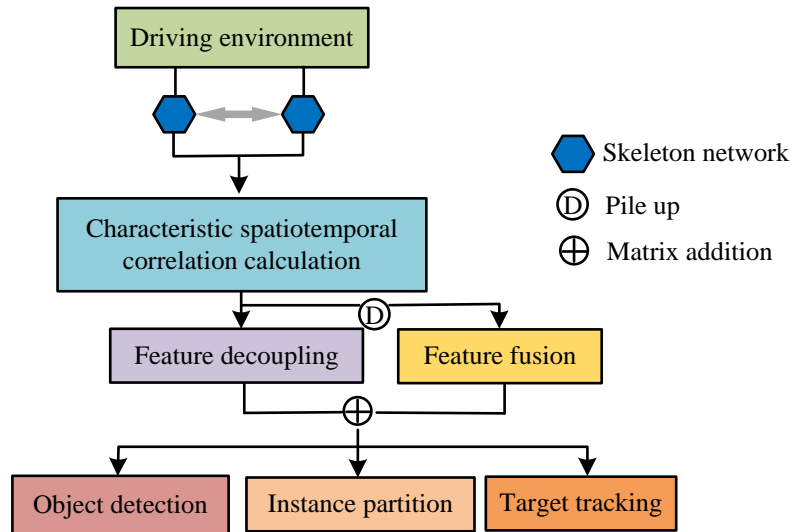 Driving environment
Skeleton network
Characteristic spatiotemporal
correlation calculation
D
Pile up
Matrix addition
D
Feature decoupling
Feature fusion
Object detection
Instance partition
Target tracking